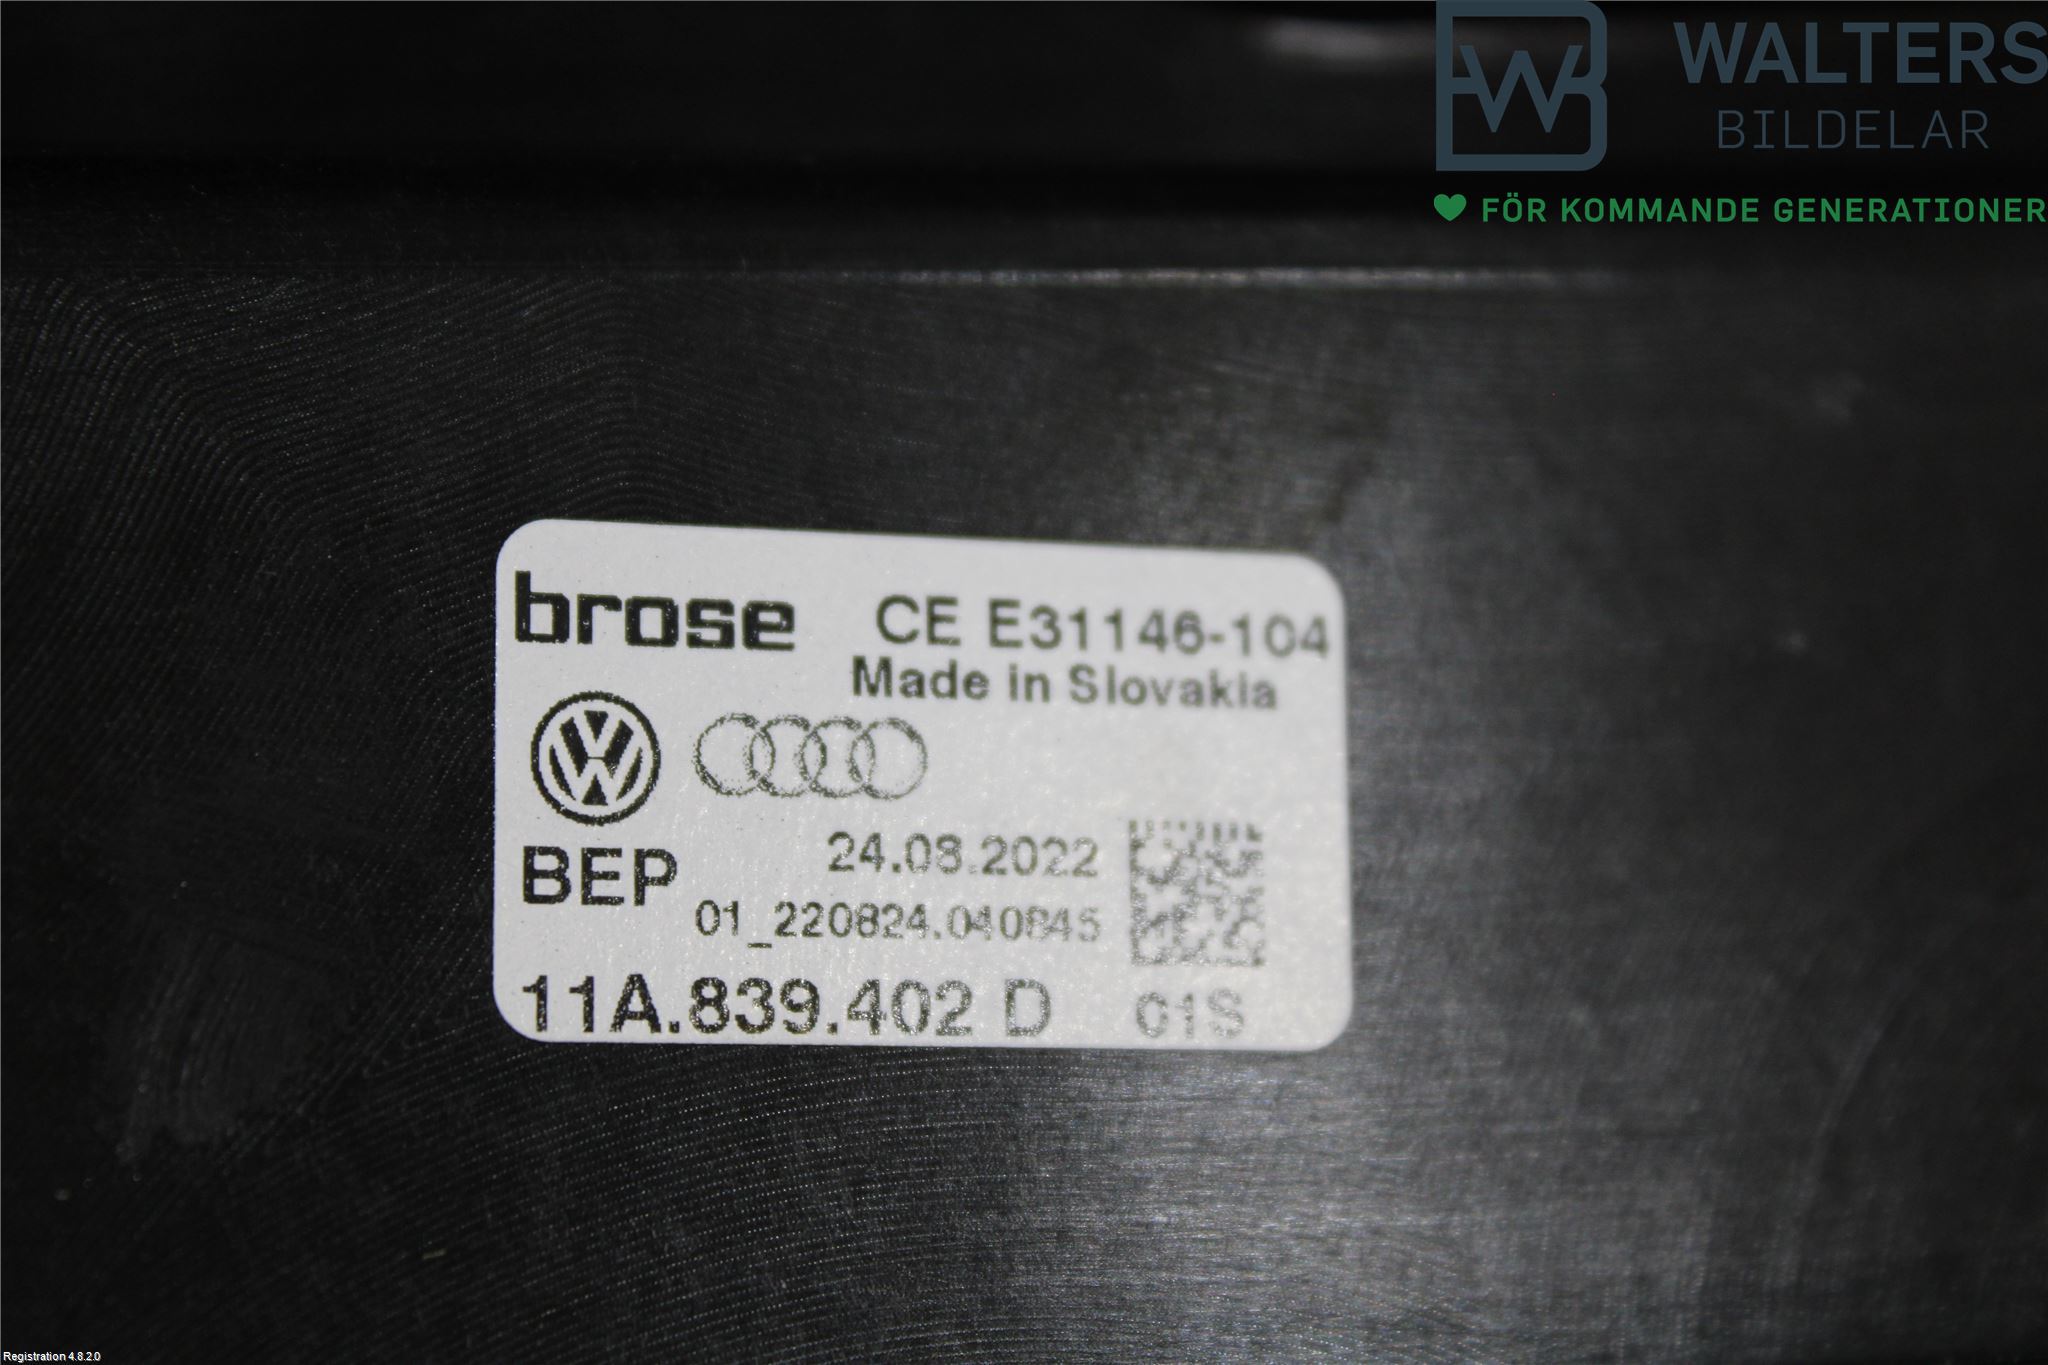 WALTERS
BILDELAR
FÖR KOMMANDE GENERATIONER
brose CE E31146-104
Made in Slovakia
BEP 24.08.2022
01_220824.040845
11A.839.402 D 01S
Registration 4.8.2.0